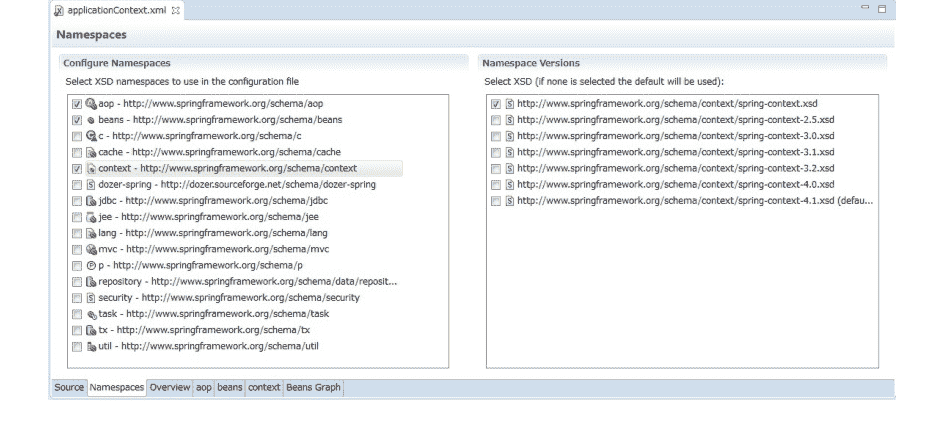 applicationContext.xml
Namespaces
Configure Namespaces
Select XSD namespaces to use in the configuration file
aop - http://www.springframework.org/schema/aop
beans - http://www.springframework.org/schema/beans
c - http://www.springframework.org/schema/c
cache - http://www.springframework.org/schema/cache
context - http://www.springframework.org/schema/context
dozer-spring - http://dozer.sourceforge.net/schema/dozer-spring
jdbc - http://www.springframework.org/schema/jdbc
jee - http://www.springframework.org/schema/jee
lang - http://www.springframework.org/schema/lang
mvc - http://www.springframework.org/schema/mvc
p - http://www.springframework.org/schema/p
repository - http://www.springframework.org/schema/data/reposit...
security - http://www.springframework.org/schema/security
task - http://www.springframework.org/schema/task
tx - http://www.springframework.org/schema/tx
util - http://www.springframework.org/schema/util
Namespace Versions
Select XSD (if none is selected the default will be used):
http://www.springframework.org/schema/context/spring-context.xsd
http://www.springframework.org/schema/context/spring-context-2.5.xsd
http://www.springframework.org/schema/context/spring-context-3.0.xsd
http://www.springframework.org/schema/context/spring-context-3.1.xsd
http://www.springframework.org/schema/context/spring-context-3.2.xsd
http://www.springframework.org/schema/context/spring-context-4.0.xsd
http://www.springframework.org/schema/context/spring-context-4.1.xsd (defau...
Source Namespaces Overview aop beans context Beans Graph